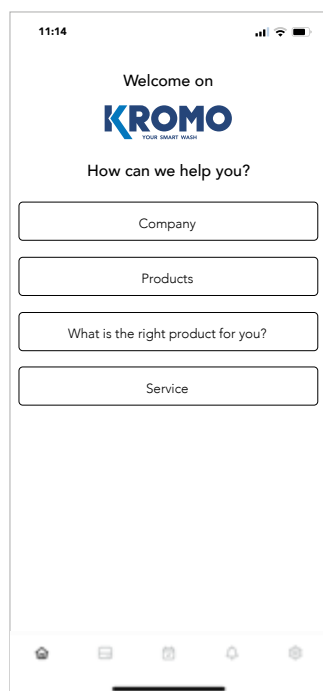 11:14
Welcome on
KROMO
YOUR SMART WASH
How can we help you?
Company
Products
What is the right product for you?
Service